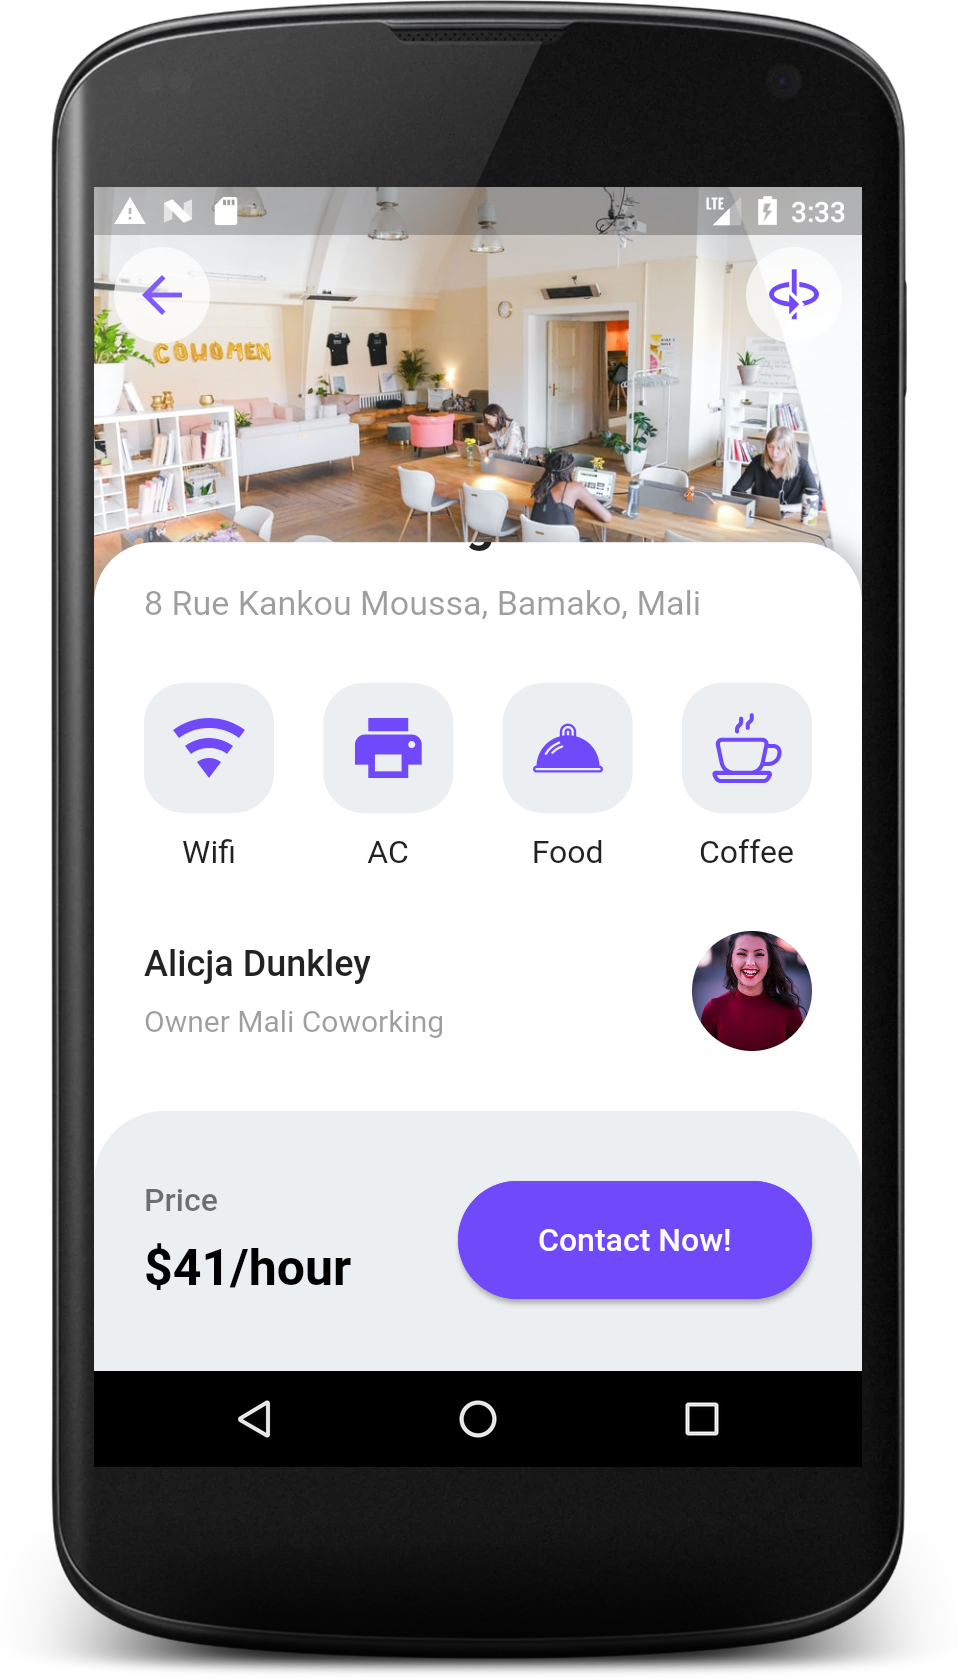 LTE 3:33
COWOMEN
8 Rue Kankou Moussa, Bamako, Mali
Wifi AC Food Coffee
Alicja Dunkley
Owner Mali Coworking
Price
$41/hour
Contact Now!